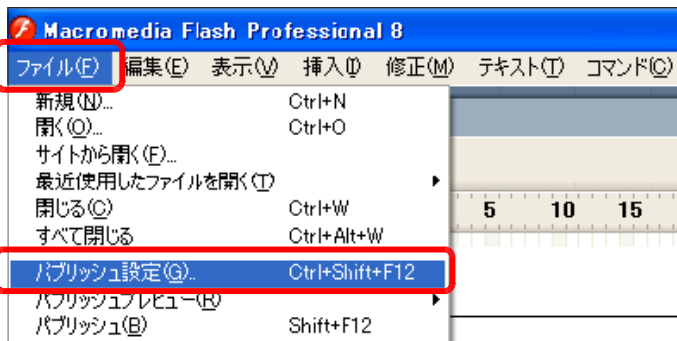 Macromedia Flash Professional 8
ファイル(F) 編集(E) 表示(V) 挿入(I) 修正(M) テキスト(T) コマンド(C)
新規(N)... Ctrl+N
開く(O)... Ctrl+O
サイトから開く(F)...
最近使用したファイルを開く(T)
閉じる(C) Ctrl+W
すべて閉じる Ctrl+Alt+W
5 10 15
パブリッシュ設定(G)... Ctrl+Shift+F12
パブリッシュプレビュー(R)
パブリッシュ(B) Shift+F12